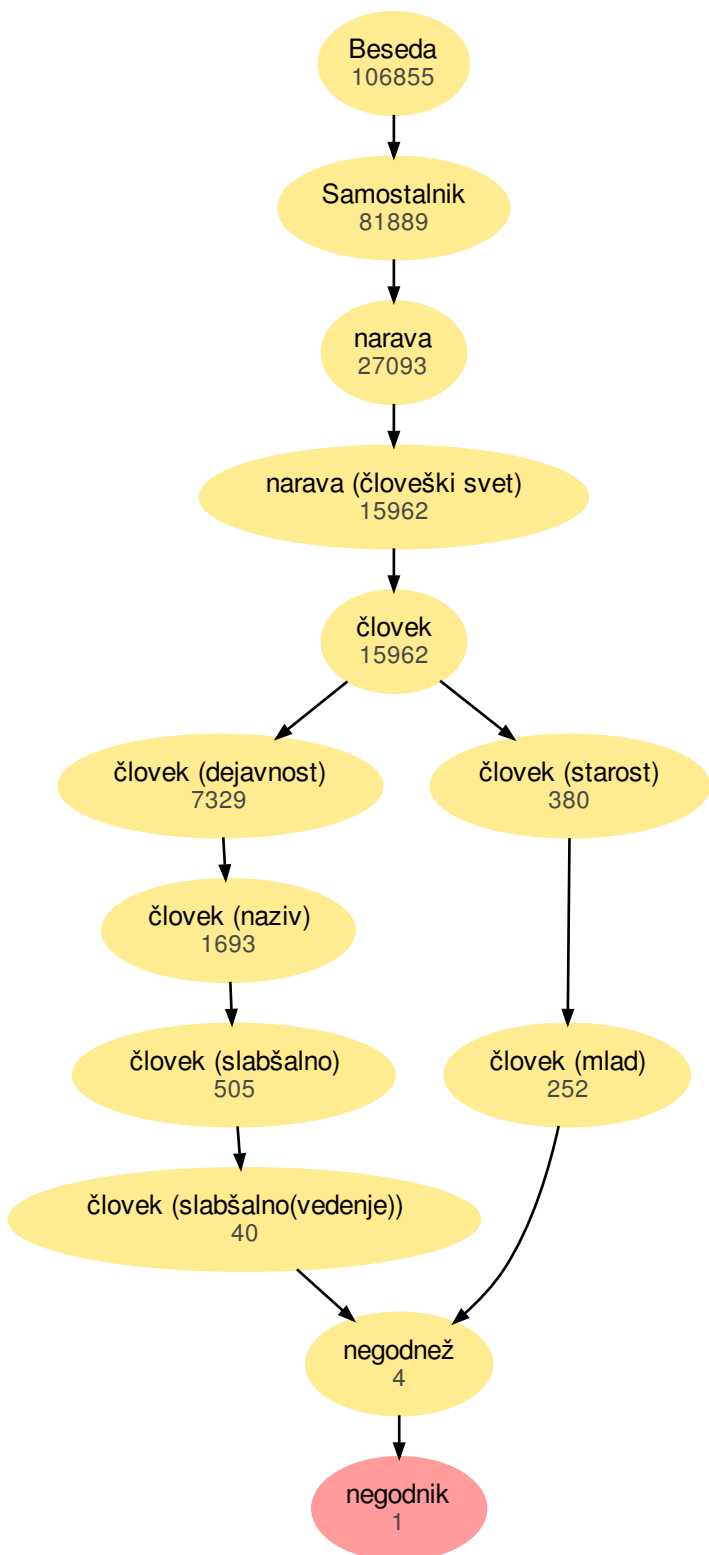 Beseda
106855
Samostalnik
81889
narava
27093
narava (človeški svet)
15962
človek
15962
človek (dejavnost)
7329
človek (starost)
380
človek (naziv)
1693
človek (slabšalno)
505
človek (mlad)
252
človek (slabšalno(vedenje))
40
negodnež
4
negodnik
1